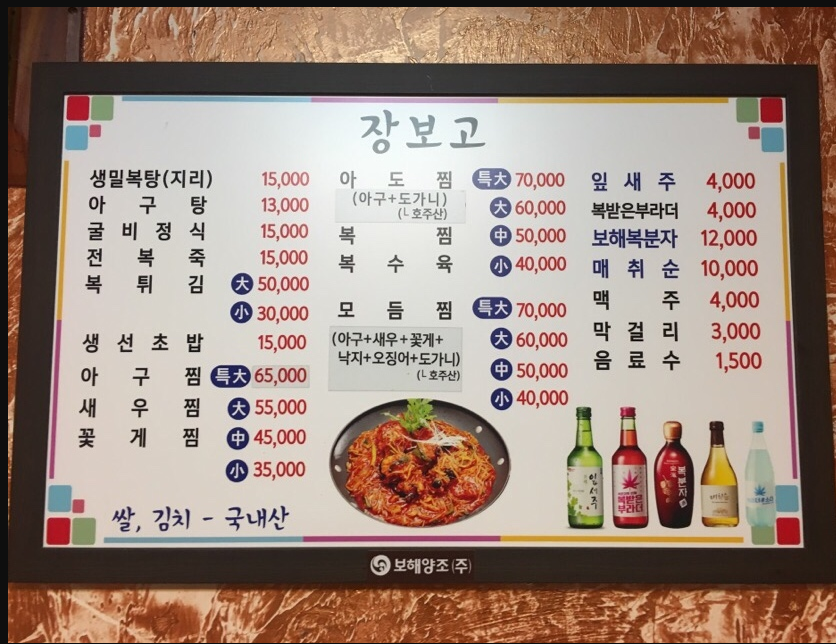 장보고
생밀복탕(지리) 15,000
아구탕 13,000
굴비정식 15,000
전복죽 15,000
복튀김 大 50,000
小 30,000
생선초밥 15,000
아구찜 특大 65,000
새우찜 大 55,000
꽃게찜 中 45,000
小 35,000
쌀, 김치 - 국내산
아도찜 특大 70,000
(아구+도가니) 大 60,000
(ㄴ호주산)
복찜 中 50,000
복수육 小 40,000
모듬찜 특大 70,000
(아구+새우+꽃게+ 大 60,000
낙지+오징어+도가니)
(ㄴ호주산) 中 50,000
小 40,000
잎새주 4,000
복받은부라더 4,000
보해복분자 12,000
매취순 10,000
맥주 4,000
막걸리 3,000
음료수 1,500
잎새주
복받은
부라더
복분자
보해양조(주)